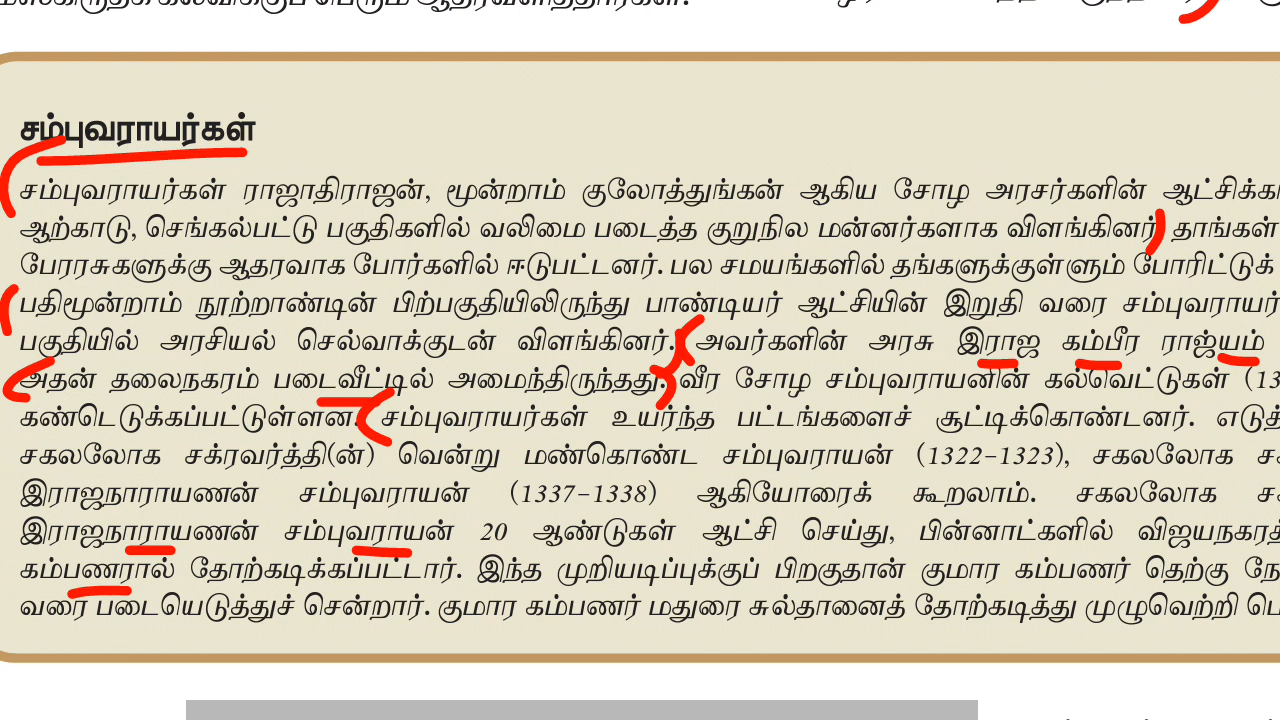 சம்புவராயர்கள்
சம்புவராயர்கள் ராஜாதிராஜன், மூன்றாம் குலோத்துங்கன் ஆகிய சோழ அரசர்களின்
ஆற்காடு, செங்கல்பட்டு பகுதிகளில் வலிமை படைத்த குறுநில மன்னர்களாக விளங்கினர் தாங்கள்
பேரரசுகளுக்கு ஆதரவாக போர்களில் ஈடுபட்டனர். பல சமயங்களில் தங்களுக்குள்ளும் போரிட்டுக்
பதிமூன்றாம் நூற்றாண்டின் பிற்பகுதியிலிருந்து பாண்டியர் ஆட்சியின் இறுதி வரை சம்புவராயர்
பகுதியில் அரசியல் செல்வாக்குடன் விளங்கினர். அவர்களின் அரசு இராஜ கம்பீர ராஜ்யம்
அதன் தலைநகரம் படைவீட்டில் அமைந்திருந்தது. வீர சோழ சம்புவராயனின் கல்வெட்டுகள் (13
கண்டெடுக்கப்பட்டுள்ளன. சம்புவராயர்கள் உயர்ந்த பட்டங்களைச் சூட்டிக்கொண்டனர்.
சகலலோக சக்ரவர்த்தி(ன்) வென்று மண்கொண்ட சம்புவராயன் (1322-1323), சகலலோக
இராஜநாராயணன் சம்புவராயன் (1337-1338) ஆகியோரைக் கூறலாம். சகலலோக
இராஜநாராயணன் சம்புவராயன் 20 ஆண்டுகள் ஆட்சி செய்து, பின்னாட்களில்
கம்பணரால் தோற்கடிக்கப்பட்டார். இந்த முறியடிப்புக்குப் பிறகுதான் குமார கம்பணர் தெற்கு
வரை படையெடுத்துச் சென்றார். குமார கம்பணர் மதுரை சுல்தானைத் தோற்கடித்து முழுவெற்றி